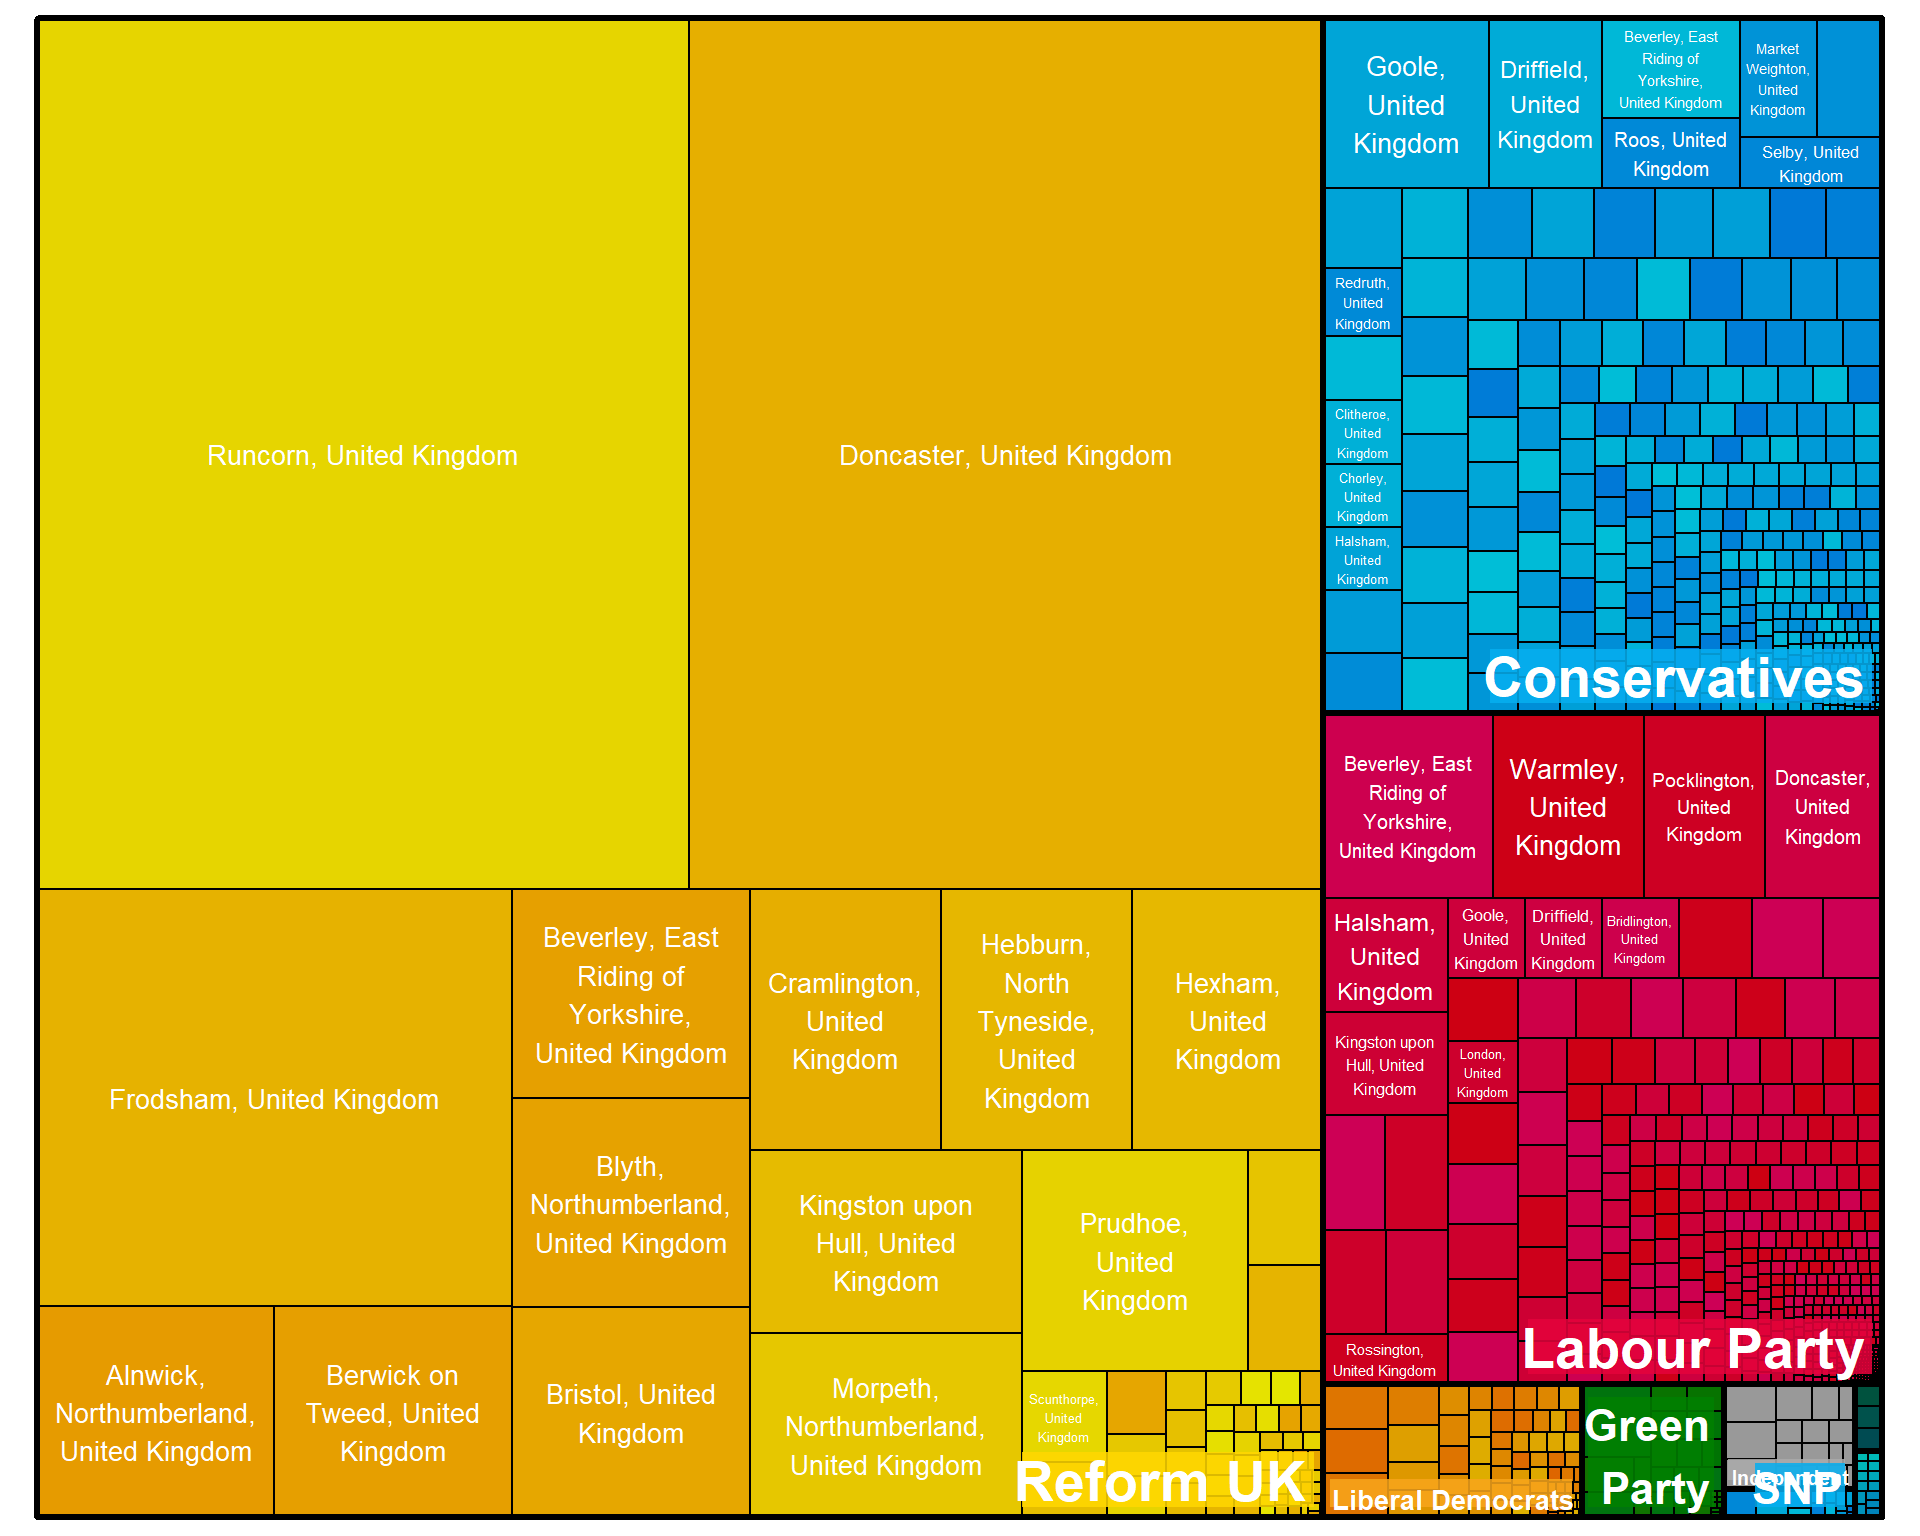 Runcorn, United Kingdom
Doncaster, United Kingdom
Frodsham, United Kingdom
Alnwick,
Northumberland,
United Kingdom
Berwick on
Tweed, United
Kingdom
Beverley, East
Riding of
Yorkshire,
United Kingdom
Blyth,
Northumberland,
United Kingdom
Bristol, United
Kingdom
Cramlington,
United
Kingdom
Hebburn,
North
Tyneside,
United
Kingdom
Hexham,
United
Kingdom
Kingston upon
Hull, United
Kingdom
Morpeth,
Northumberland,
United Kingdom
Prudhoe,
United
Kingdom
Scunthorpe,
United
Kingdom
Reform UK
Goole,
United
Kingdom
Driffield,
United
Kingdom
Beverley, East
Riding of
Yorkshire,
United Kingdom
Roos, United
Kingdom
Market
Weighton,
United
Kingdom
Selby, United
Kingdom
Redruth,
United
Kingdom
Clitheroe,
United
Kingdom
Chorley,
United
Kingdom
Halsham,
United
Kingdom
Conservatives
Beverley, East
Riding of
Yorkshire,
United Kingdom
Warmley,
United
Kingdom
Pocklington,
United
Kingdom
Doncaster,
United
Kingdom
Halsham,
United
Kingdom
Goole,
United
Kingdom
Driffield,
United
Kingdom
Bridlington,
United
Kingdom
Kingston upon
Hull, United
Kingdom
London,
United
Kingdom
Rossington,
United Kingdom
Labour Party
Liberal Democrats
Green
Party
Independent
SNP